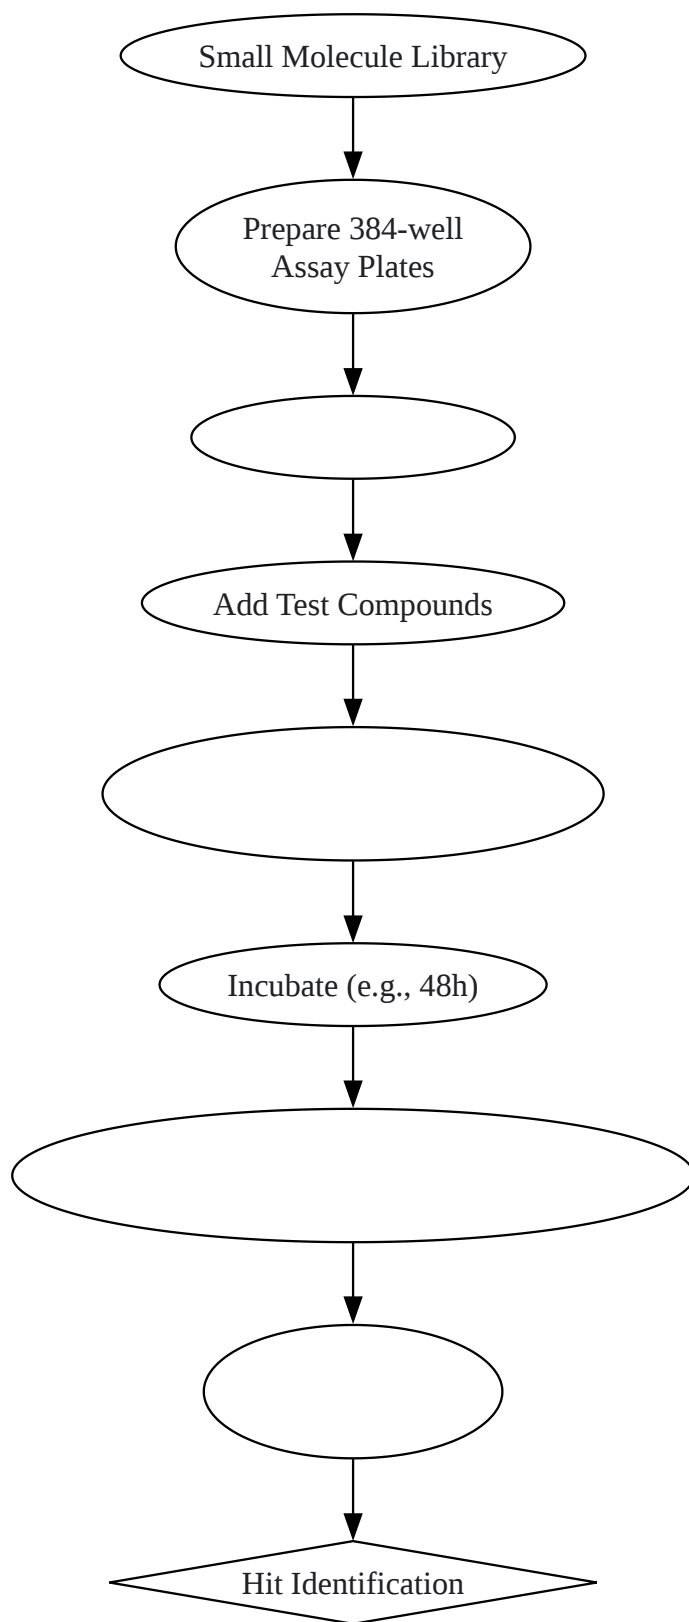 Small Molecule Library
Prepare 384-well
Assay Plates
Add Test Compounds
Incubate (e.g., 48h)
Hit Identification